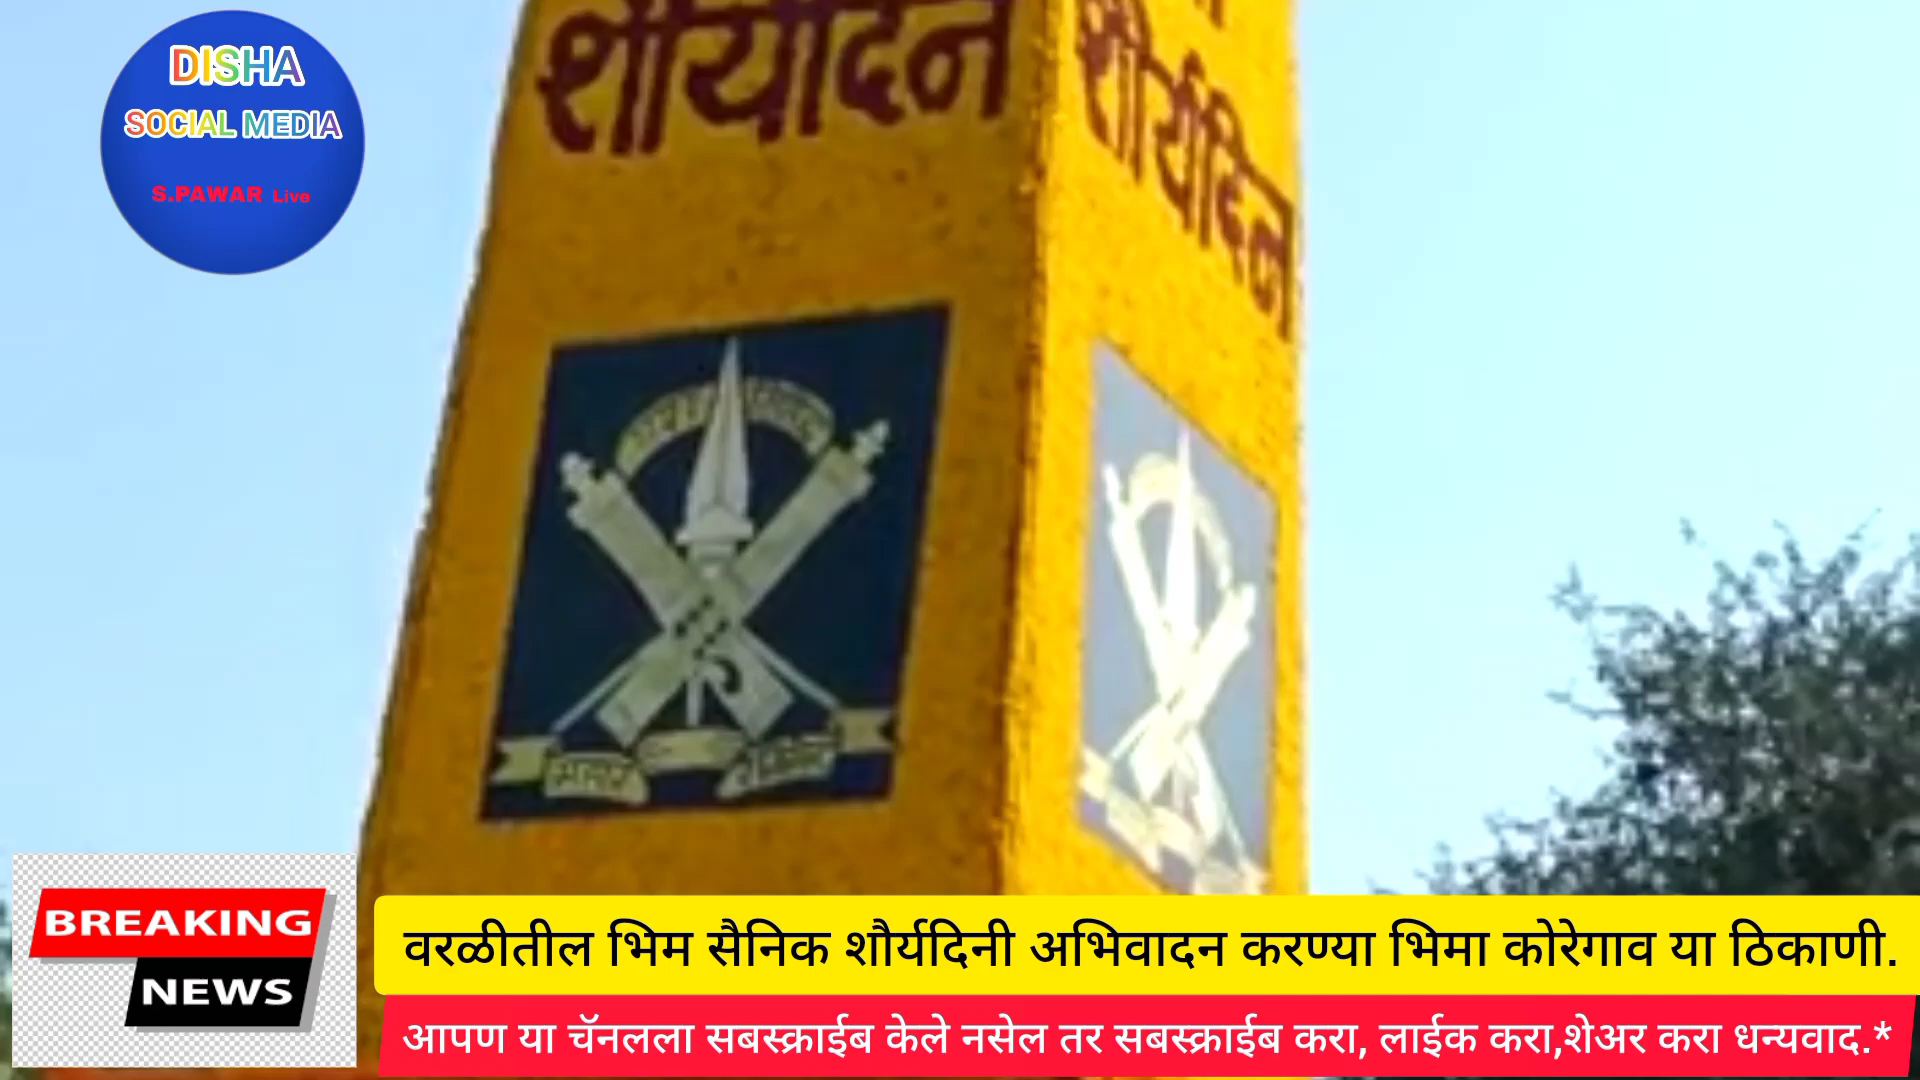 DISHA
SOCIAL MEDIA
S.PAWAR Live
शौर्यदिन
शौर्यदिन
BREAKING
NEWS
वरळीतील भिम सैनिक शौर्यदिनी अभिवादन करण्या भिमा कोरेगाव या ठिकाणी.
आपण या चॅनलला सबस्क्राईब केले नसेल तर सबस्क्राईब करा, लाईक करा,शेअर करा धन्यवाद.*